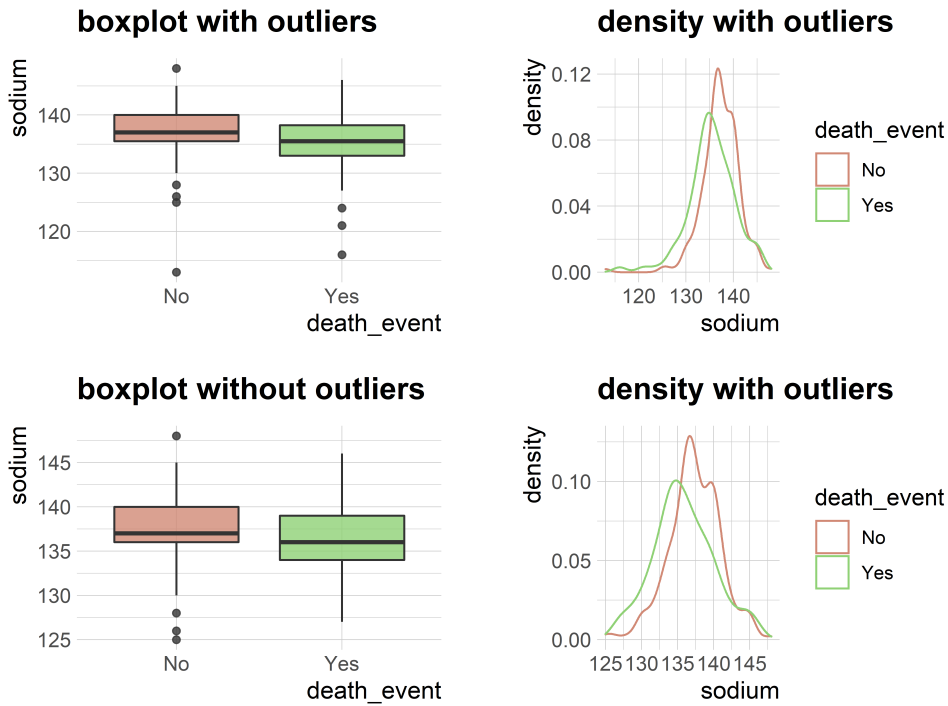 boxplot with outliers
sodium
140
130
120
No Yes
death_event
density with outliers
density
0.12
0.08
0.04
0.00
120 130 140
sodium
death_event
No
Yes
boxplot without outliers
sodium
145
140
135
130
125
No Yes
death_event
density with outliers
density
0.10
0.05
0.00
125 130 135 140 145
sodium
death_event
No
Yes